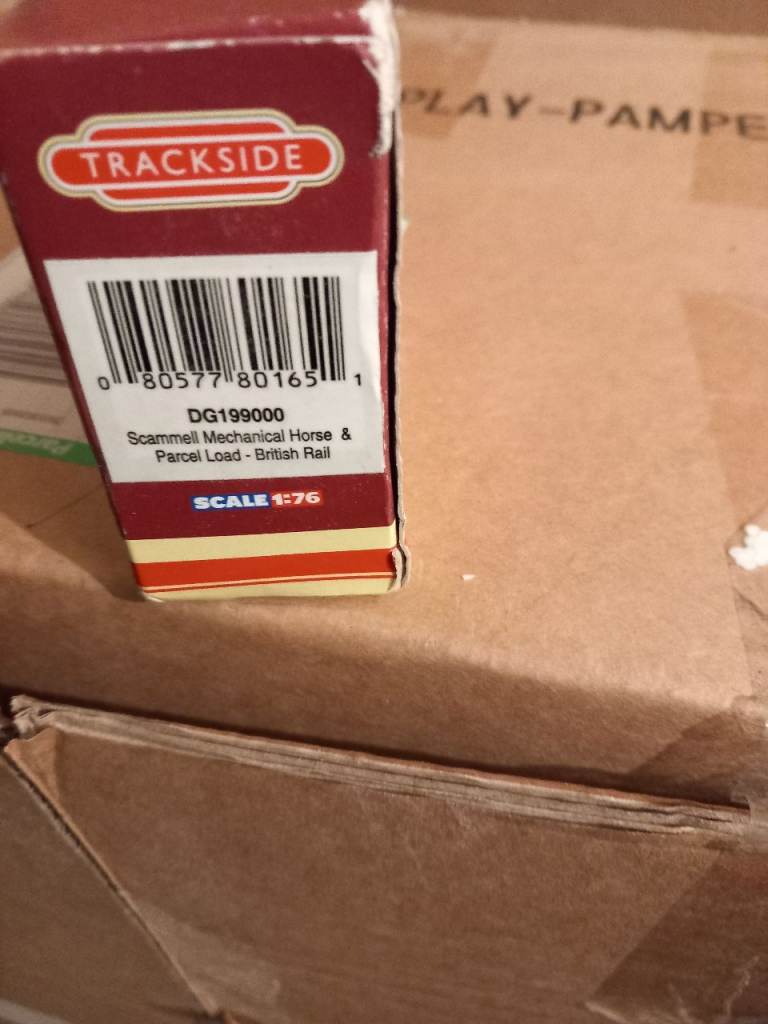 TRACKSIDE
0 80577 80165 1
DG199000
Scammell Mechanical Horse &
Parcel Load - British Rail
SCALE 1:76
PLAY-PAMPE